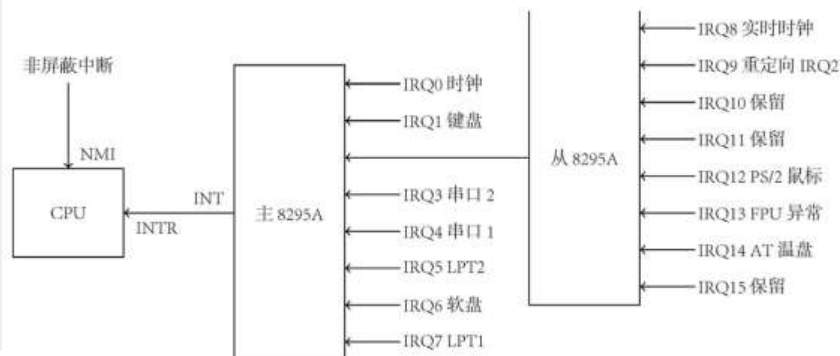 非屏蔽中断
NMI
CPU
INTR
INT
主 8295A
IRQ0 时钟
IRQ1 键盘
IRQ3 串口 2
IRQ4 串口 1
IRQ5 LPT2
IRQ6 软盘
IRQ7 LPT1
从 8295A
IRQ8 实时时钟
IRQ9 重定向 IRQ2
IRQ10 保留
IRQ11 保留
IRQ12 PS/2 鼠标
IRQ13 FPU 异常
IRQ14 AT 温盘
IRQ15 保留